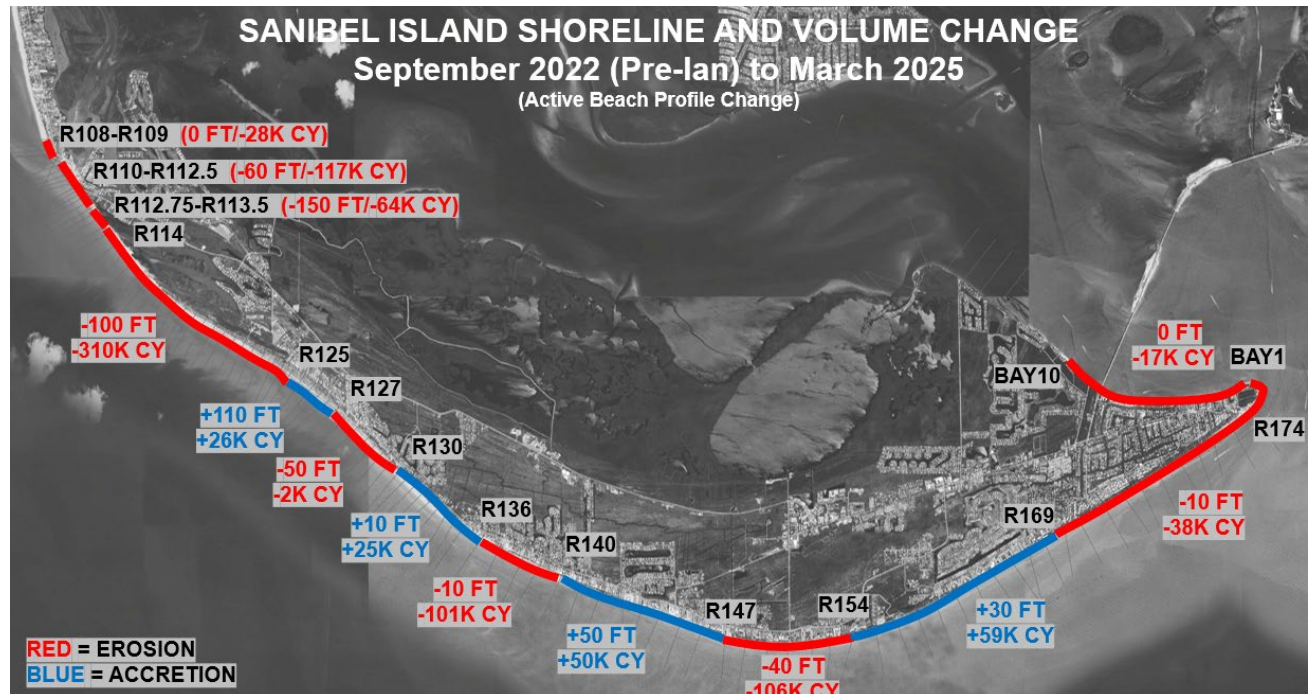 SANIBEL ISLAND SHORELINE AND VOLUME CHANGE
September 2022 (Pre-Ian) to March 2025
(Active Beach Profile Change)
R108-R109 (0 FT/-28K CY)
R110-R112.5 (-60 FT/-117K CY)
R112.75-R113.5 (-150 FT/-64K CY)
R114
-100 FT
-310K CY
R125
+110 FT
+26K CY
R127
-50 FT
-2K CY
R130
+10 FT
+25K CY
R136
-10 FT
-101K CY
R140
+50 FT
+50K CY
R147
-40 FT
-106K CY
R154
+30 FT
+59K CY
R169
-10 FT
-38K CY
R174
BAY1
0 FT
-17K CY
BAY10
RED = EROSION
BLUE = ACCRETION